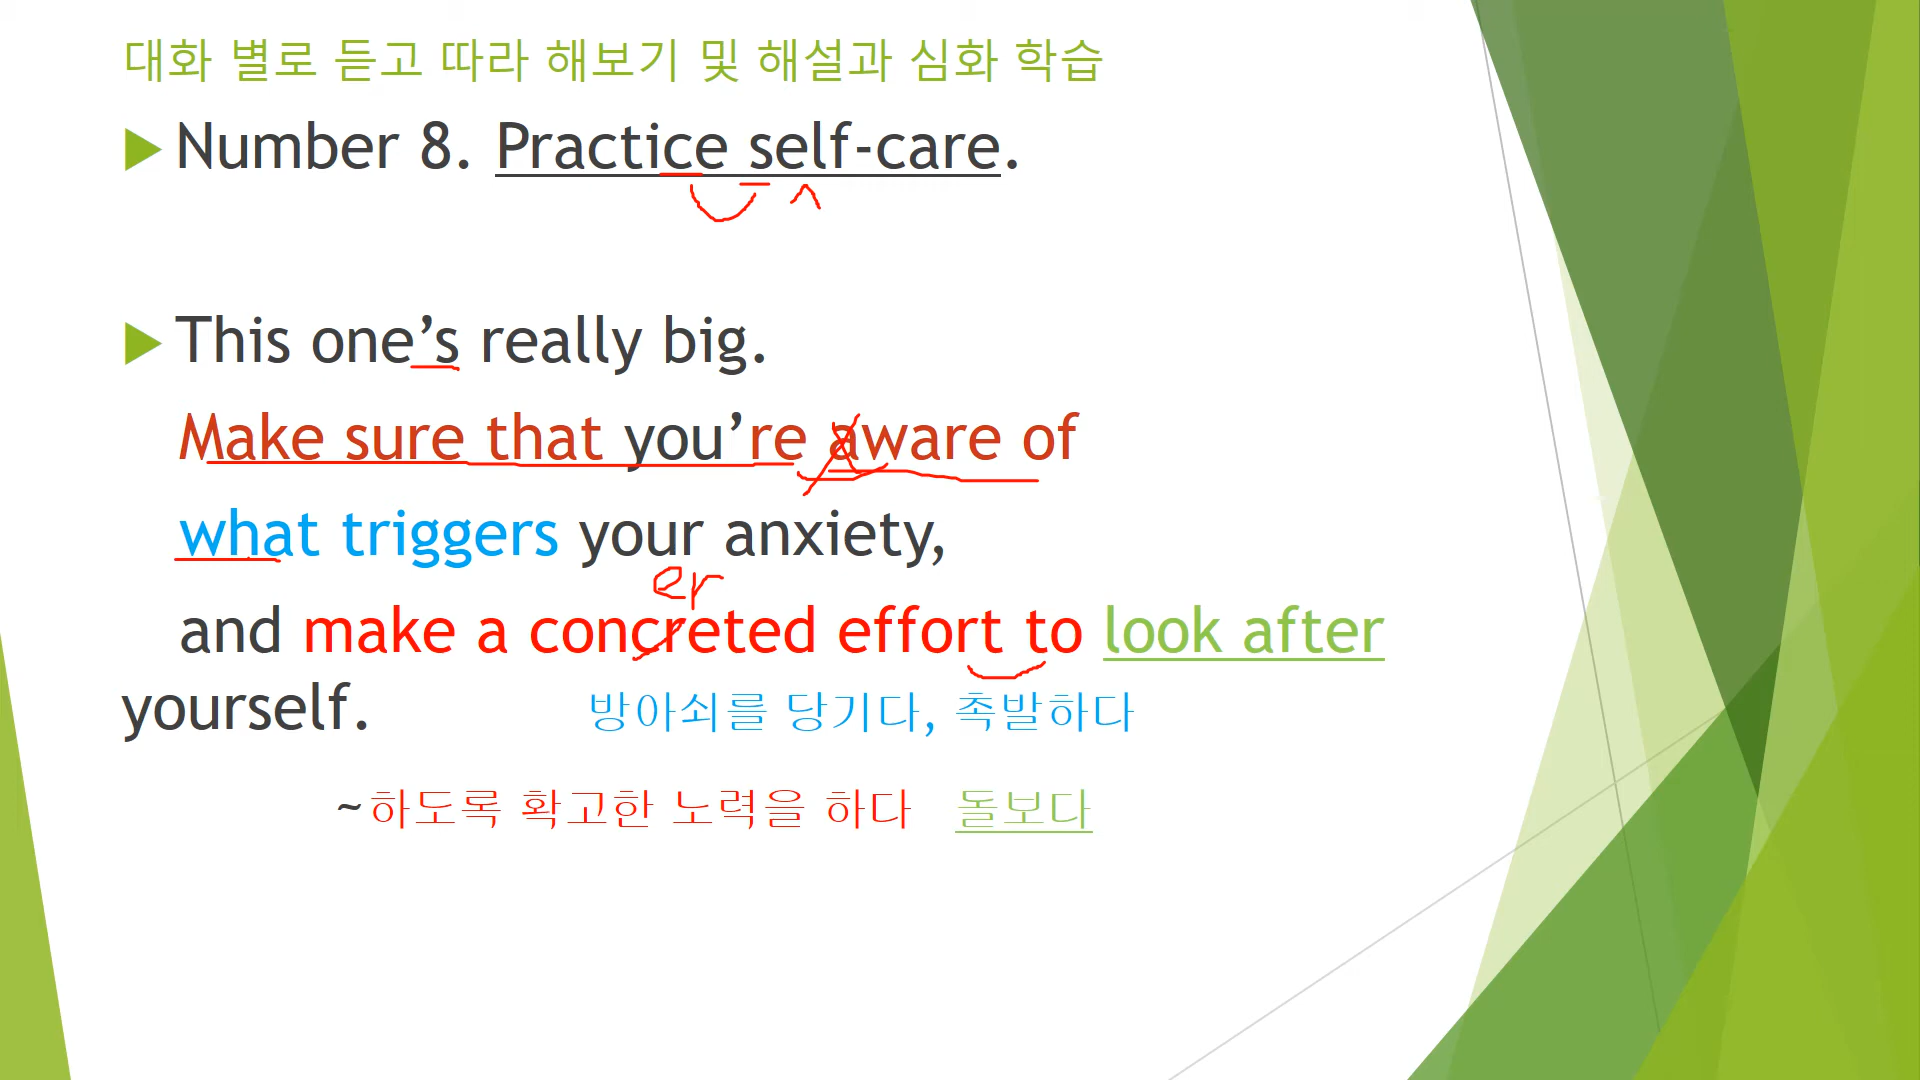 대화 별로 듣고 따라 해보기 및 해설과 심화 학습
Number 8. Practice self-care.
This one’s really big.
Make sure that you’re aware of
what triggers your anxiety,
er
and make a concreted effort to look after
yourself. 방아쇠를 당기다, 촉발하다
~하도록 확고한 노력을 하다 돌보다